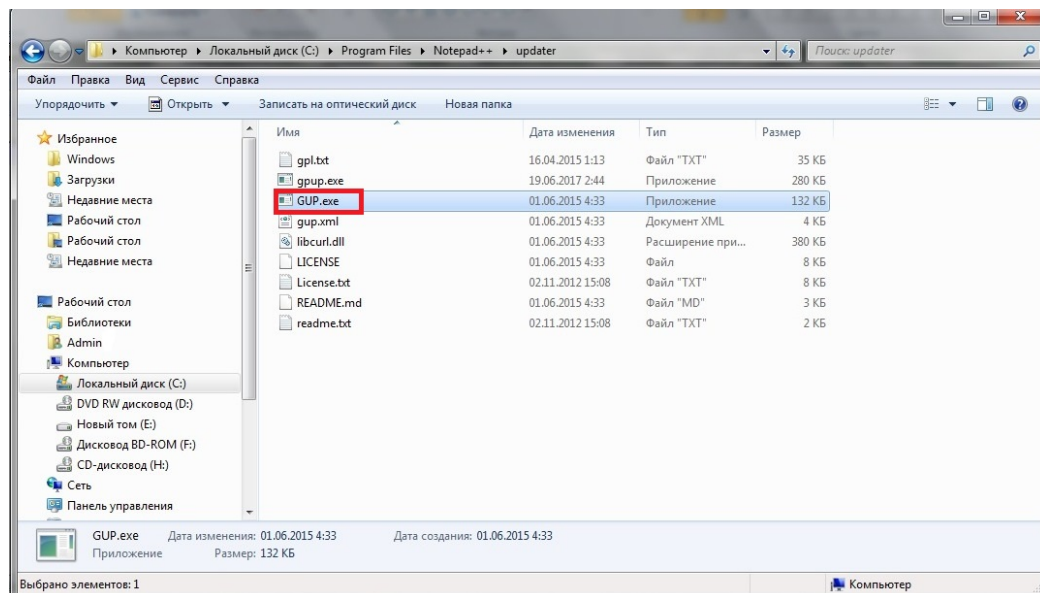 Компьютер ▸ Локальный диск (C:) ▸ Program Files ▸ Notepad++ ▸ updater
Поиск: updater
Файл Правка Вид Сервис Справка
Упорядочить Открыть Записать на оптический диск Новая папка
Избранное
Windows
Загрузки
Недавние места
Рабочий стол
Рабочий стол
Недавние места
Рабочий стол
Библиотеки
Admin
Компьютер
Локальный диск (C:)
DVD RW дисковод (D:)
Новый том (E:)
Дисковод BD-ROM (F:)
CD-дисковод (H:)
Сеть
Панель управления
Имя Дата изменения Тип Размер
gpl.txt 16.04.2015 1:13 Файл "TXT" 35 КБ
gpup.exe 19.06.2017 2:44 Приложение 280 КБ
GUP.exe 01.06.2015 4:33 Приложение 132 КБ
gup.xml 01.06.2015 4:33 Документ XML 4 КБ
libcurl.dll 01.06.2015 4:33 Расширение при... 380 КБ
LICENSE 01.06.2015 4:33 Файл 8 КБ
License.txt 02.11.2012 15:08 Файл "TXT" 8 КБ
README.md 01.06.2015 4:33 Файл "MD" 3 КБ
readme.txt 02.11.2012 15:08 Файл "TXT" 2 КБ
GUP.exe Дата изменения: 01.06.2015 4:33 Дата создания: 01.06.2015 4:33
Приложение Размер: 132 КБ
Выбрано элементов: 1 Компьютер